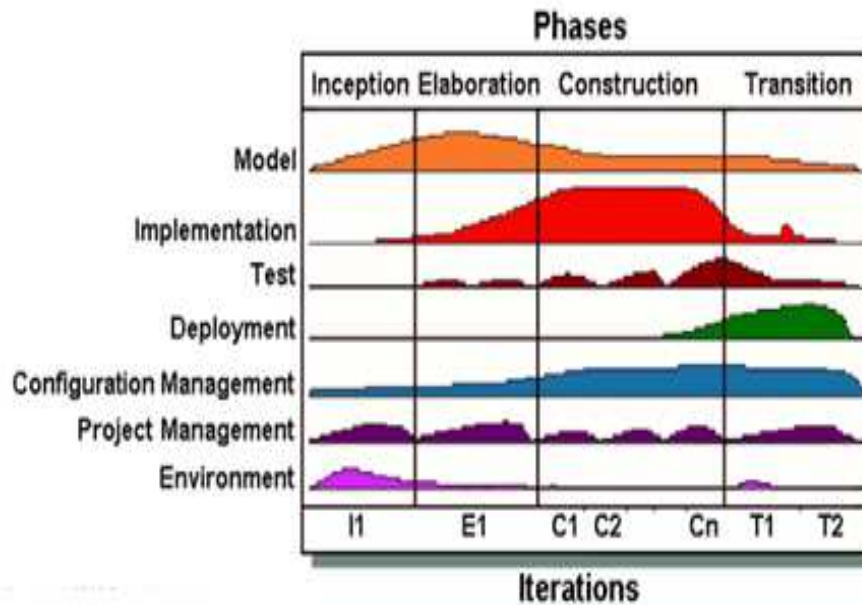 Phases
Inception Elaboration Construction Transition
Model
Implementation
Test
Deployment
Configuration Management
Project Management
Environment
I1 E1 C1 C2 Cn T1 T2
Iterations